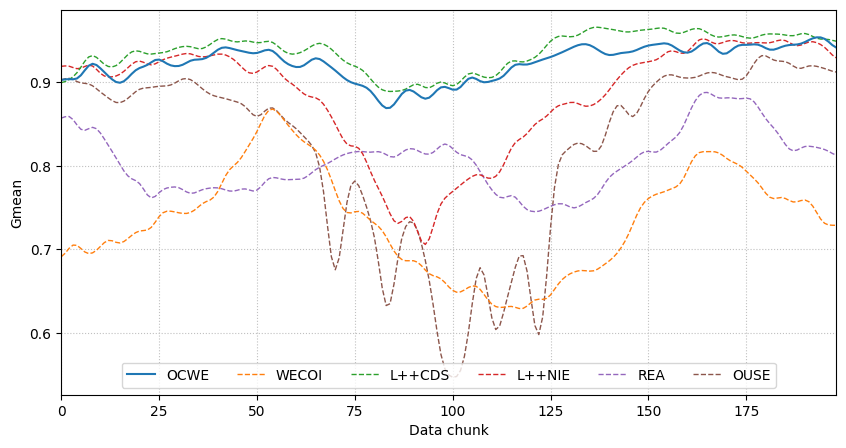 Gmean
0.9
0.8
0.7
0.6
OCWE WECOI L++CDS L++NIE REA OUSE
0 25 50 75 100 125 150 175
Data chunk